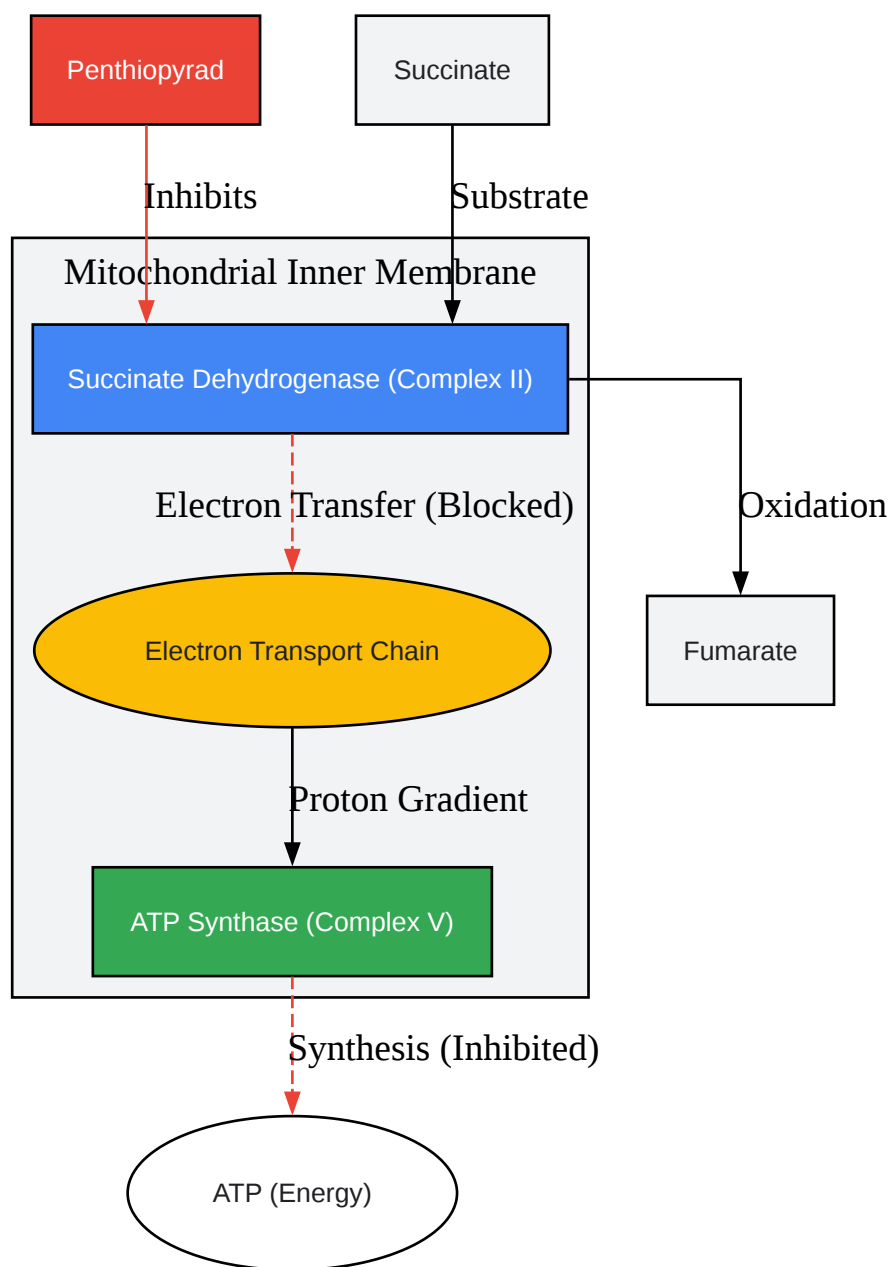 Penthiopyrad
Succinate
Inhibits
Substrate
Mitochondrial Inner Membrane
Succinate Dehydrogenase (Complex II)
Electron Transfer (Blocked)
Oxidation
Electron Transport Chain
Fumarate
Proton Gradient
ATP Synthase (Complex V)
Synthesis (Inhibited)
ATP (Energy)